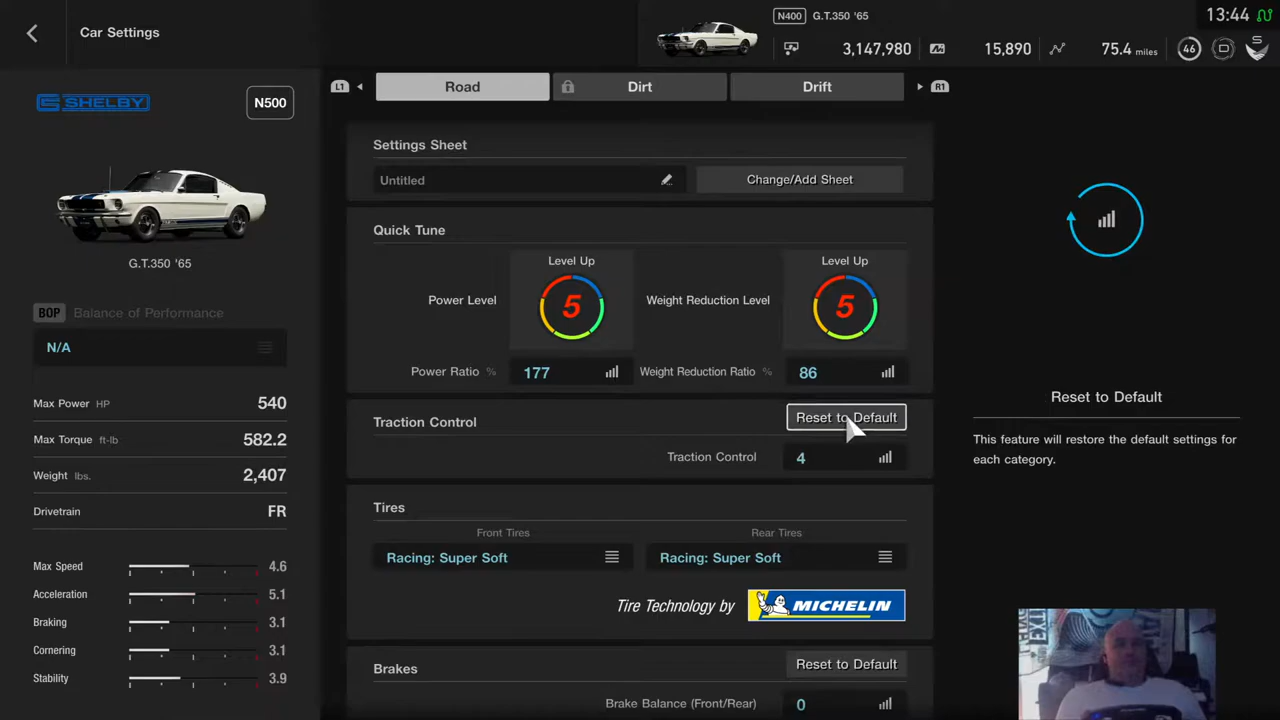 Car Settings
N400 G.T.350 '65
3,147,980
15,890
75.4 miles
13:44
46
D
S
SHELBY
N500
G.T.350 '65
BOP Balance of Performance
N/A
Max Power HP 540
Max Torque ft-lb 582.2
Weight lbs. 2,407
Drivetrain FR
Max Speed 4.6
Acceleration 5.1
Braking 3.1
Cornering 3.1
Stability 3.9
L1 Road Dirt Drift R1
Settings Sheet
Untitled Change/Add Sheet
Quick Tune
Level Up Level Up
Power Level 5 Weight Reduction Level 5
Power Ratio % 177 Weight Reduction Ratio % 86
Traction Control Reset to Default
Traction Control 4
Tires
Front Tires Rear Tires
Racing: Super Soft Racing: Super Soft
Tire Technology by MICHELIN
Brakes Reset to Default
Brake Balance (Front/Rear) 0
Reset to Default
This feature will restore the default settings for
each category.